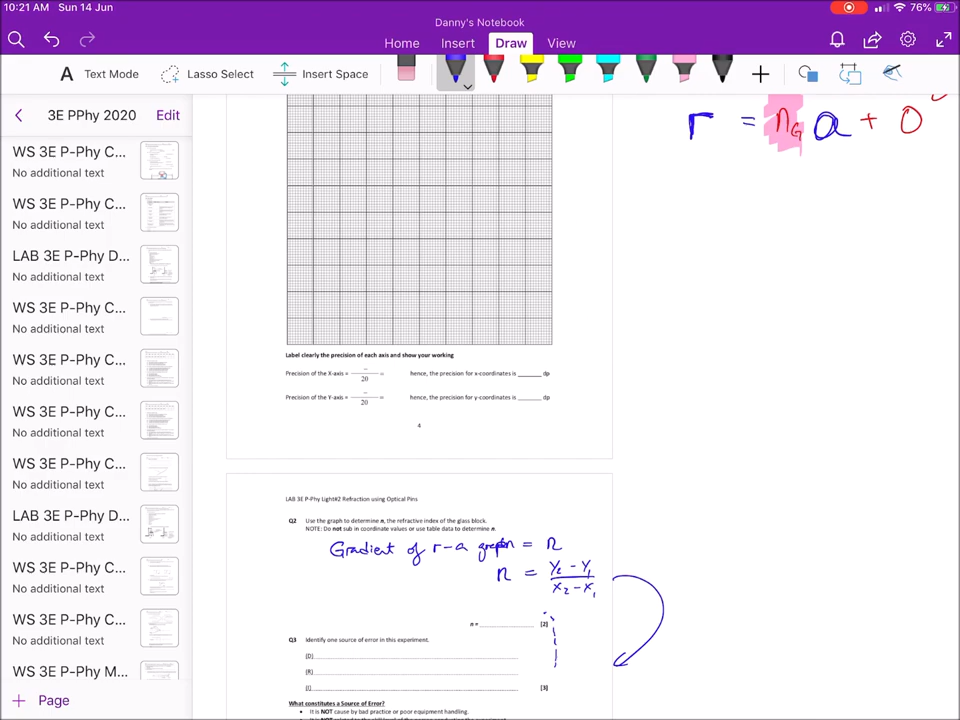 10:21 AM Sun 14 Jun
76%
Danny's Notebook
Home Insert Draw View
A Text Mode Lasso Select Insert Space
3E PPhy 2020 Edit
WS 3E P-Phy C...
No additional text
WS 3E P-Phy C...
No additional text
LAB 3E P-Phy D...
No additional text
WS 3E P-Phy C...
No additional text
WS 3E P-Phy C...
No additional text
WS 3E P-Phy C...
No additional text
WS 3E P-Phy C...
No additional text
LAB 3E P-Phy D...
No additional text
WS 3E P-Phy C...
No additional text
WS 3E P-Phy C...
No additional text
WS 3E P-Phy M...
+ Page
r = nG a + 0
Label clearly the precision of each axis and show your working
Precision of the X-axis = – / 20 = hence, the precision for x-coordinates is ______ dp
Precision of the Y-axis = – / 20 = hence, the precision for y-coordinates is ______ dp
4
LAB 3E P-Phy Light#2 Refraction using Optical Pins
Q2 Use the graph to determine n, the refractive index of the glass block.
NOTE: Do not sub in coordinate values or use table data to determine n.
Gradient of r-a graph = n
n = y2 - y1 / x2 - x1
n = ____________ [2]
Q3 Identify one source of error in this experiment.
(D)
(R)
(I) [3]
What constitutes a Source of Error?
• It is NOT cause by bad practice or poor equipment handling.